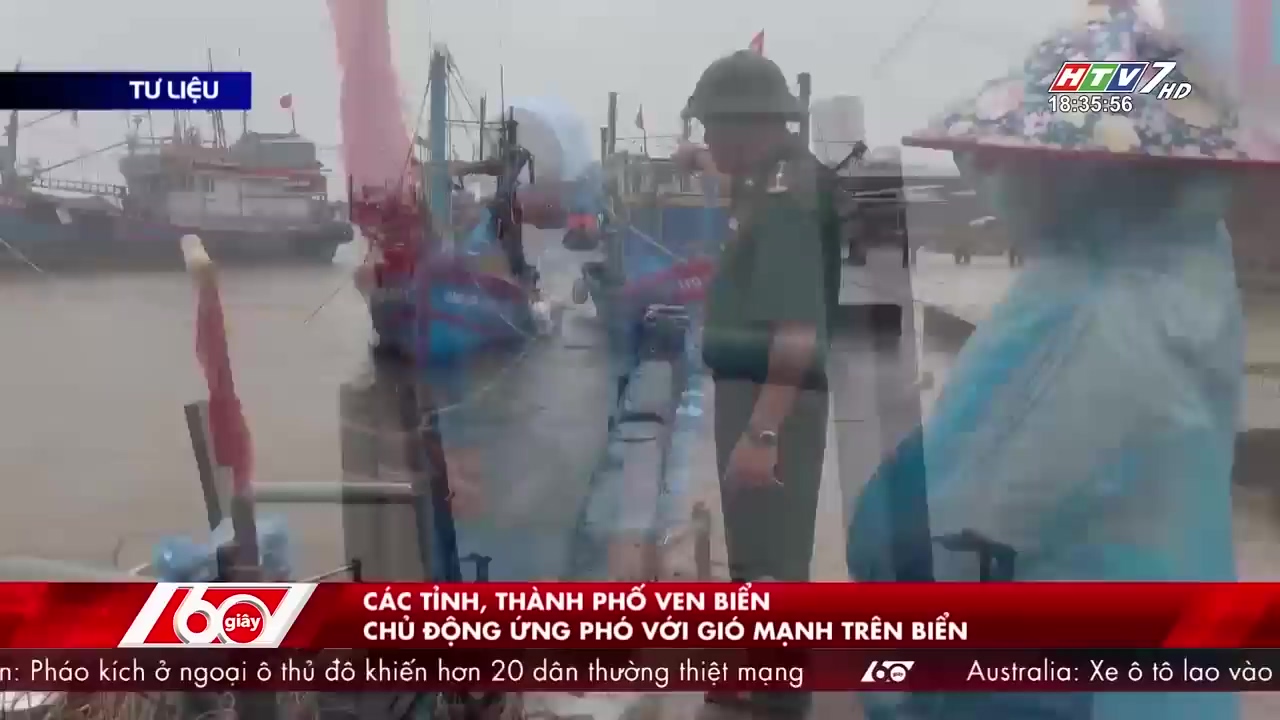 TƯ LIỆU
HTV7 HD
18:35:56
60 giây
CÁC TỈNH, THÀNH PHỐ VEN BIỂN
CHỦ ĐỘNG ỨNG PHÓ VỚI GIÓ MẠNH TRÊN BIỂN
n: Pháo kích ở ngoại ô thủ đô khiến hơn 20 dân thường thiệt mạng 60 giây Australia: Xe ô tô lao vào